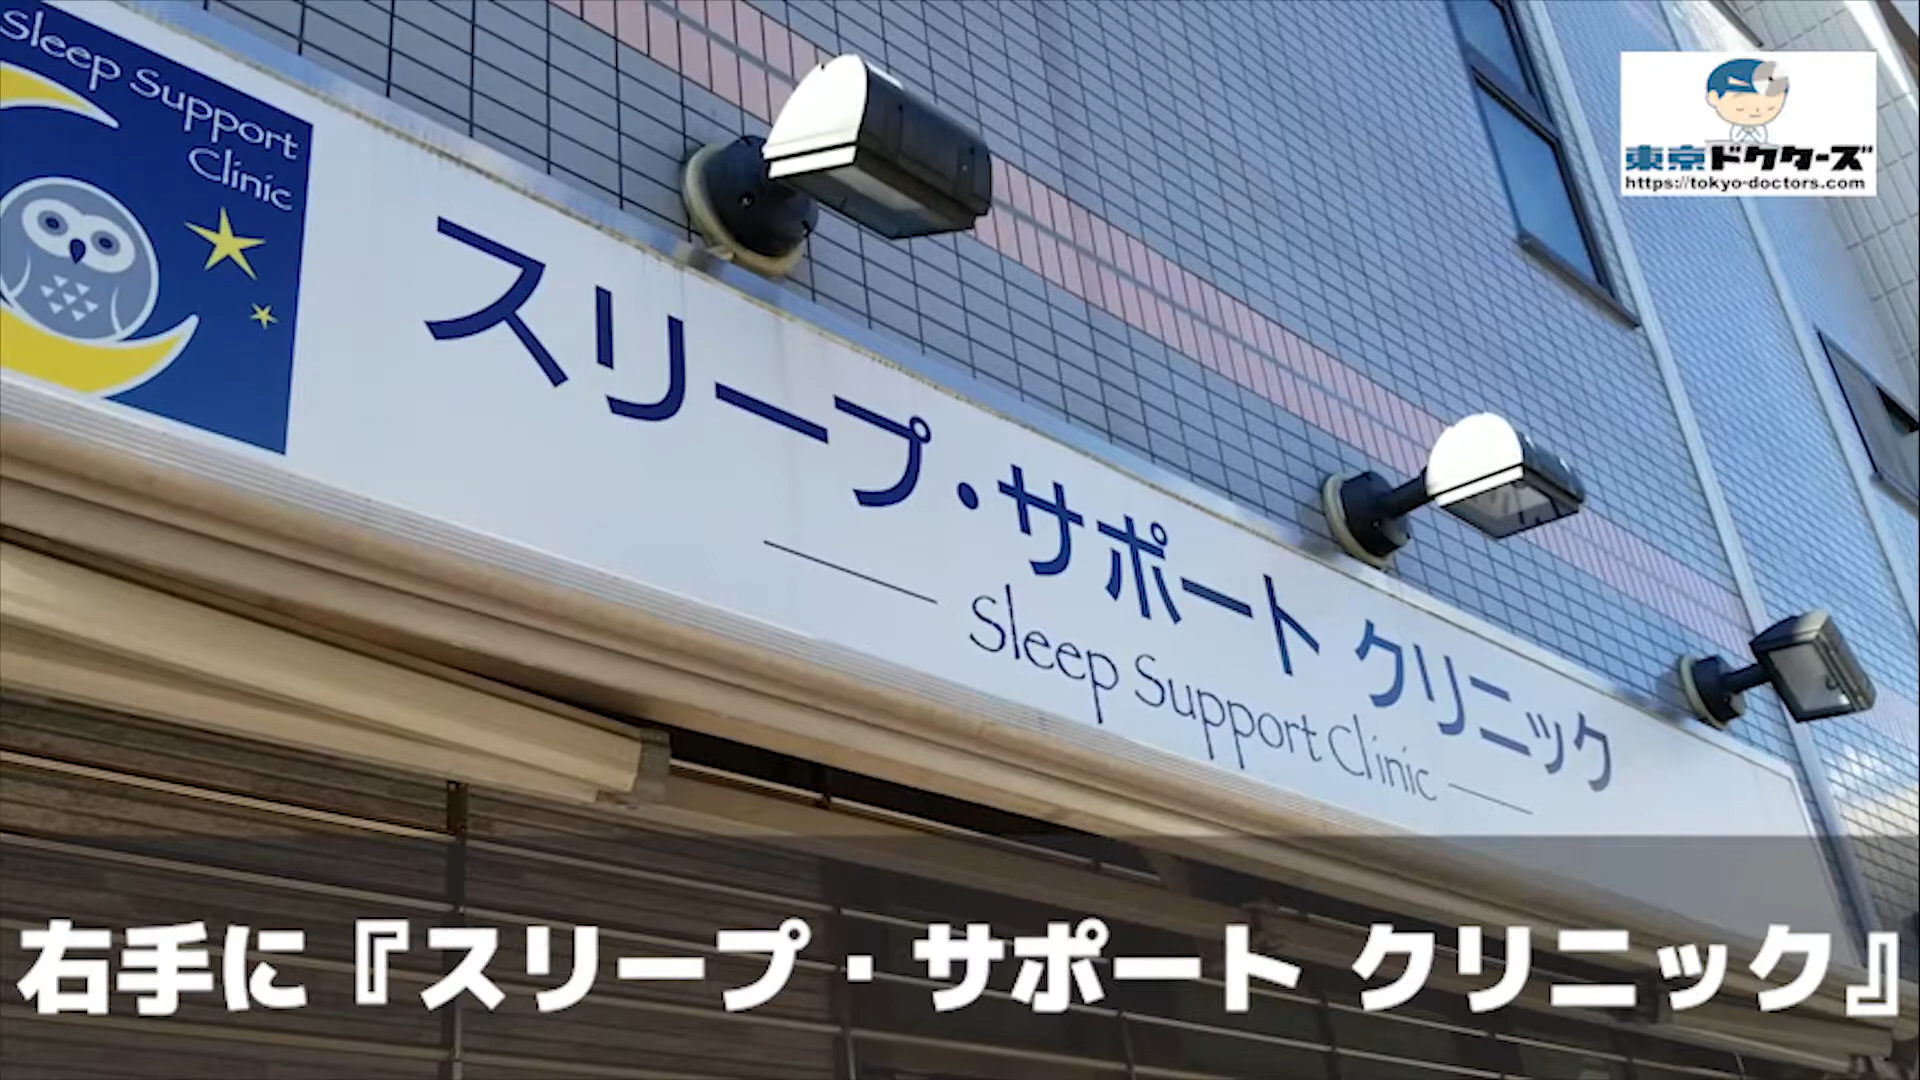 Sleep Support
Clinic
東京ドクターズ
https://tokyo-doctors.com
スリープ・サポート クリニック
Sleep Support Clinic
右手に『スリープ・サポート クリニック』